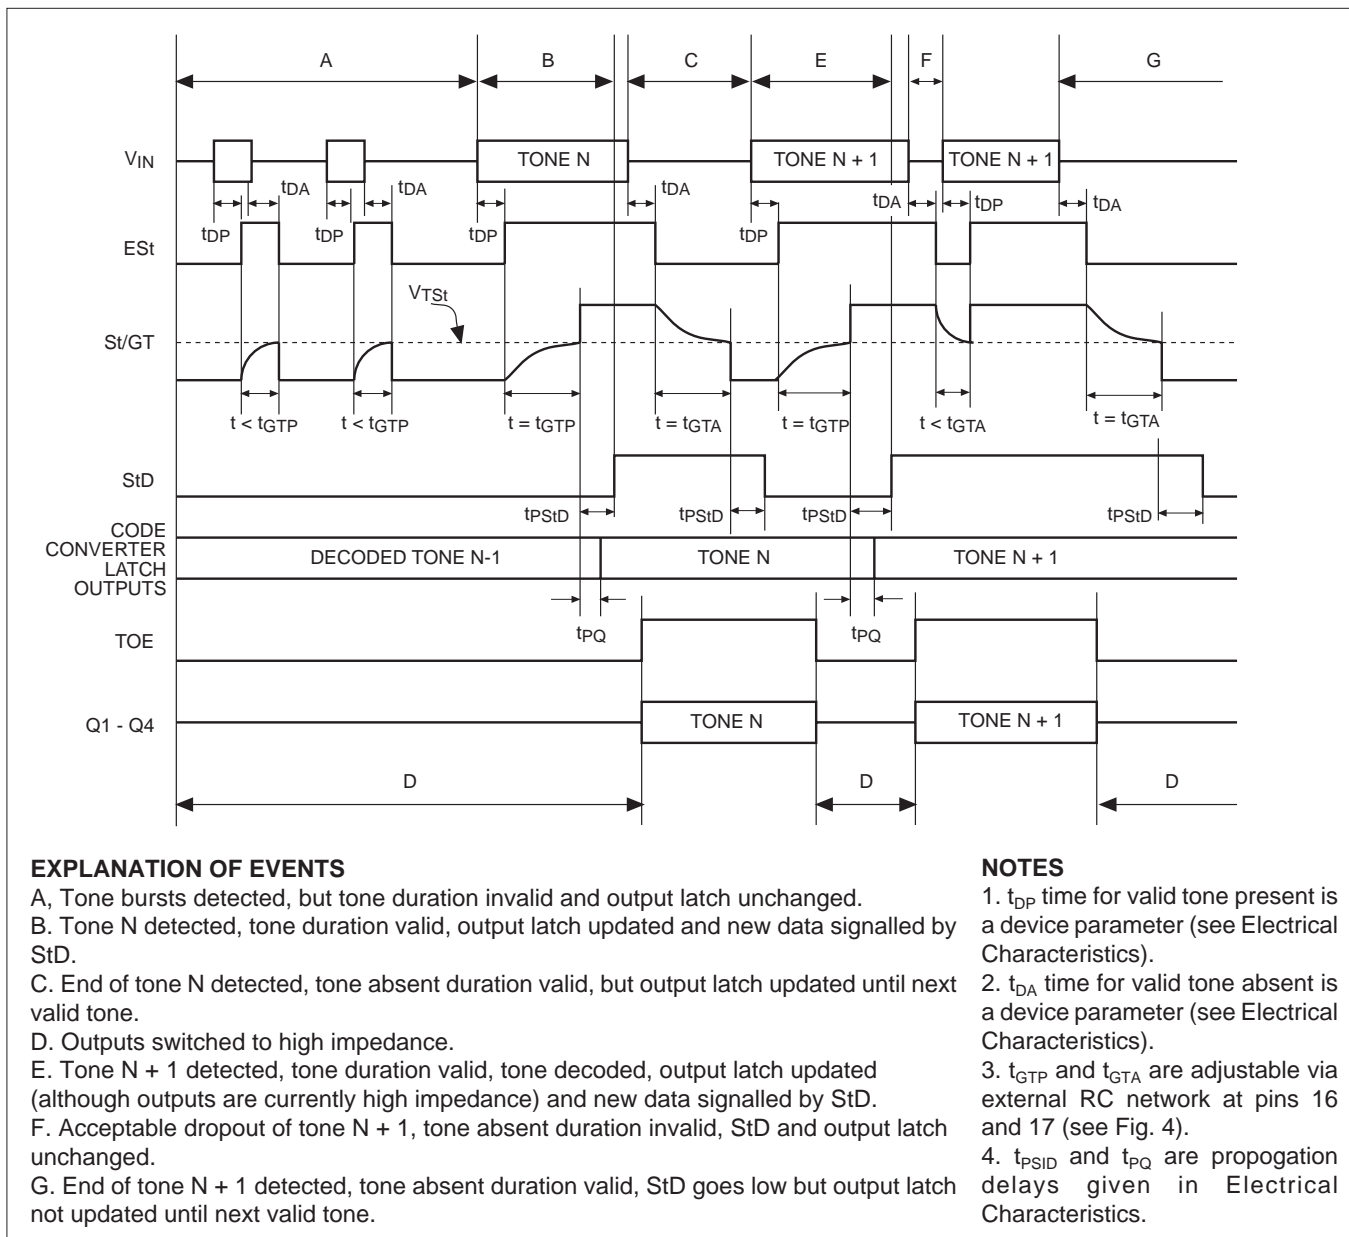 A B C E F G
VIN TONE N TONE N + 1 TONE N + 1
tDA tDA tDA tDA tDP tDA
tDP tDP tDP tDP
ESt
VTSt
St/GT
t < tGTP t < tGTP t = tGTP t = tGTA t = tGTP t < tGTA t = tGTA
StD
tPStD tPStD tPStD tPStD
CODE
CONVERTER
LATCH
OUTPUTS
DECODED TONE N-1 TONE N TONE N + 1
tPQ tPQ
TOE
Q1 - Q4 TONE N TONE N + 1
D D D
EXPLANATION OF EVENTS
A, Tone bursts detected, but tone duration invalid and output latch unchanged.
B. Tone N detected, tone duration valid, output latch updated and new data signalled by
StD.
C. End of tone N detected, tone absent duration valid, but output latch updated until next
valid tone.
D. Outputs switched to high impedance.
E. Tone N + 1 detected, tone duration valid, tone decoded, output latch updated
(although outputs are currently high impedance) and new data signalled by StD.
F. Acceptable dropout of tone N + 1, tone absent duration invalid, StD and output latch
unchanged.
G. End of tone N + 1 detected, tone absent duration valid, StD goes low but output latch
not updated until next valid tone.
NOTES
1. tDP time for valid tone present is
a device parameter (see Electrical
Characteristics).
2. tDA time for valid tone absent is
a device parameter (see Electrical
Characteristics).
3. tGTP and tGTA are adjustable via
external RC network at pins 16
and 17 (see Fig. 4).
4. tPSID and tPQ are propogation
delays given in Electrical
Characteristics.